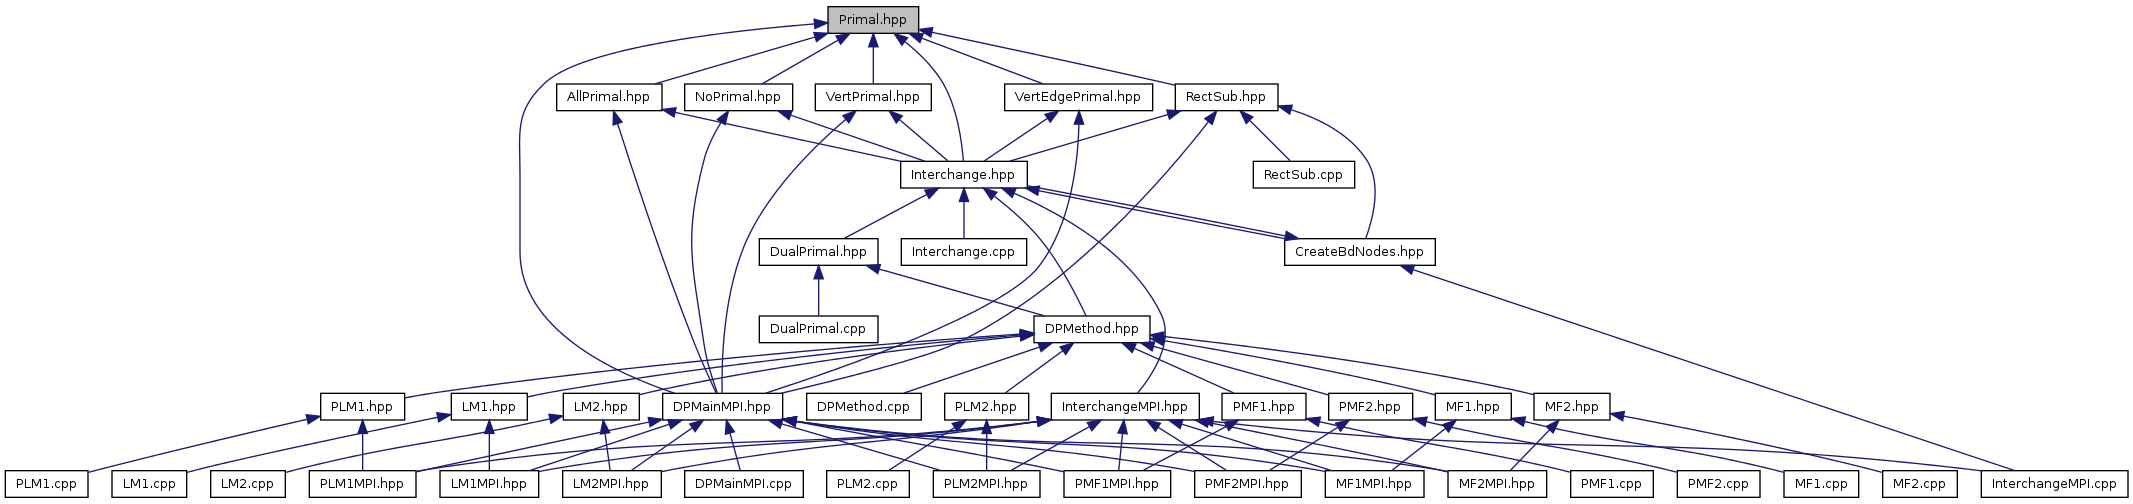 Primal.hpp
AllPrimal.hpp
NoPrimal.hpp
VertPrimal.hpp
VertEdgePrimal.hpp
RectSub.hpp
Interchange.hpp
RectSub.cpp
DualPrimal.hpp
Interchange.cpp
CreateBdNodes.hpp
DualPrimal.cpp
DPMethod.hpp
PLM1.hpp
LM1.hpp
LM2.hpp
DPMainMPI.hpp
DPMethod.cpp
PLM2.hpp
InterchangeMPI.hpp
PMF1.hpp
PMF2.hpp
MF1.hpp
MF2.hpp
PLM1.cpp
LM1.cpp
LM2.cpp
PLM1MPI.hpp
LM1MPI.hpp
LM2MPI.hpp
DPMainMPI.cpp
PLM2.cpp
PLM2MPI.hpp
PMF1MPI.hpp
PMF2MPI.hpp
MF1MPI.hpp
MF2MPI.hpp
PMF1.cpp
PMF2.cpp
MF1.cpp
MF2.cpp
InterchangeMPI.cpp